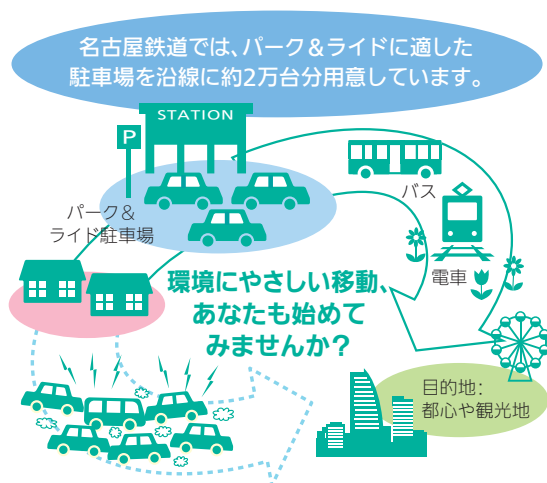 名古屋鉄道では、パーク＆ライドに適した
駐車場を沿線に約2万台分用意しています。
STATION
P
バス
パーク＆
ライド駐車場
電車
環境にやさしい移動、
あなたも始めて
みませんか？
目的地：
都心や観光地